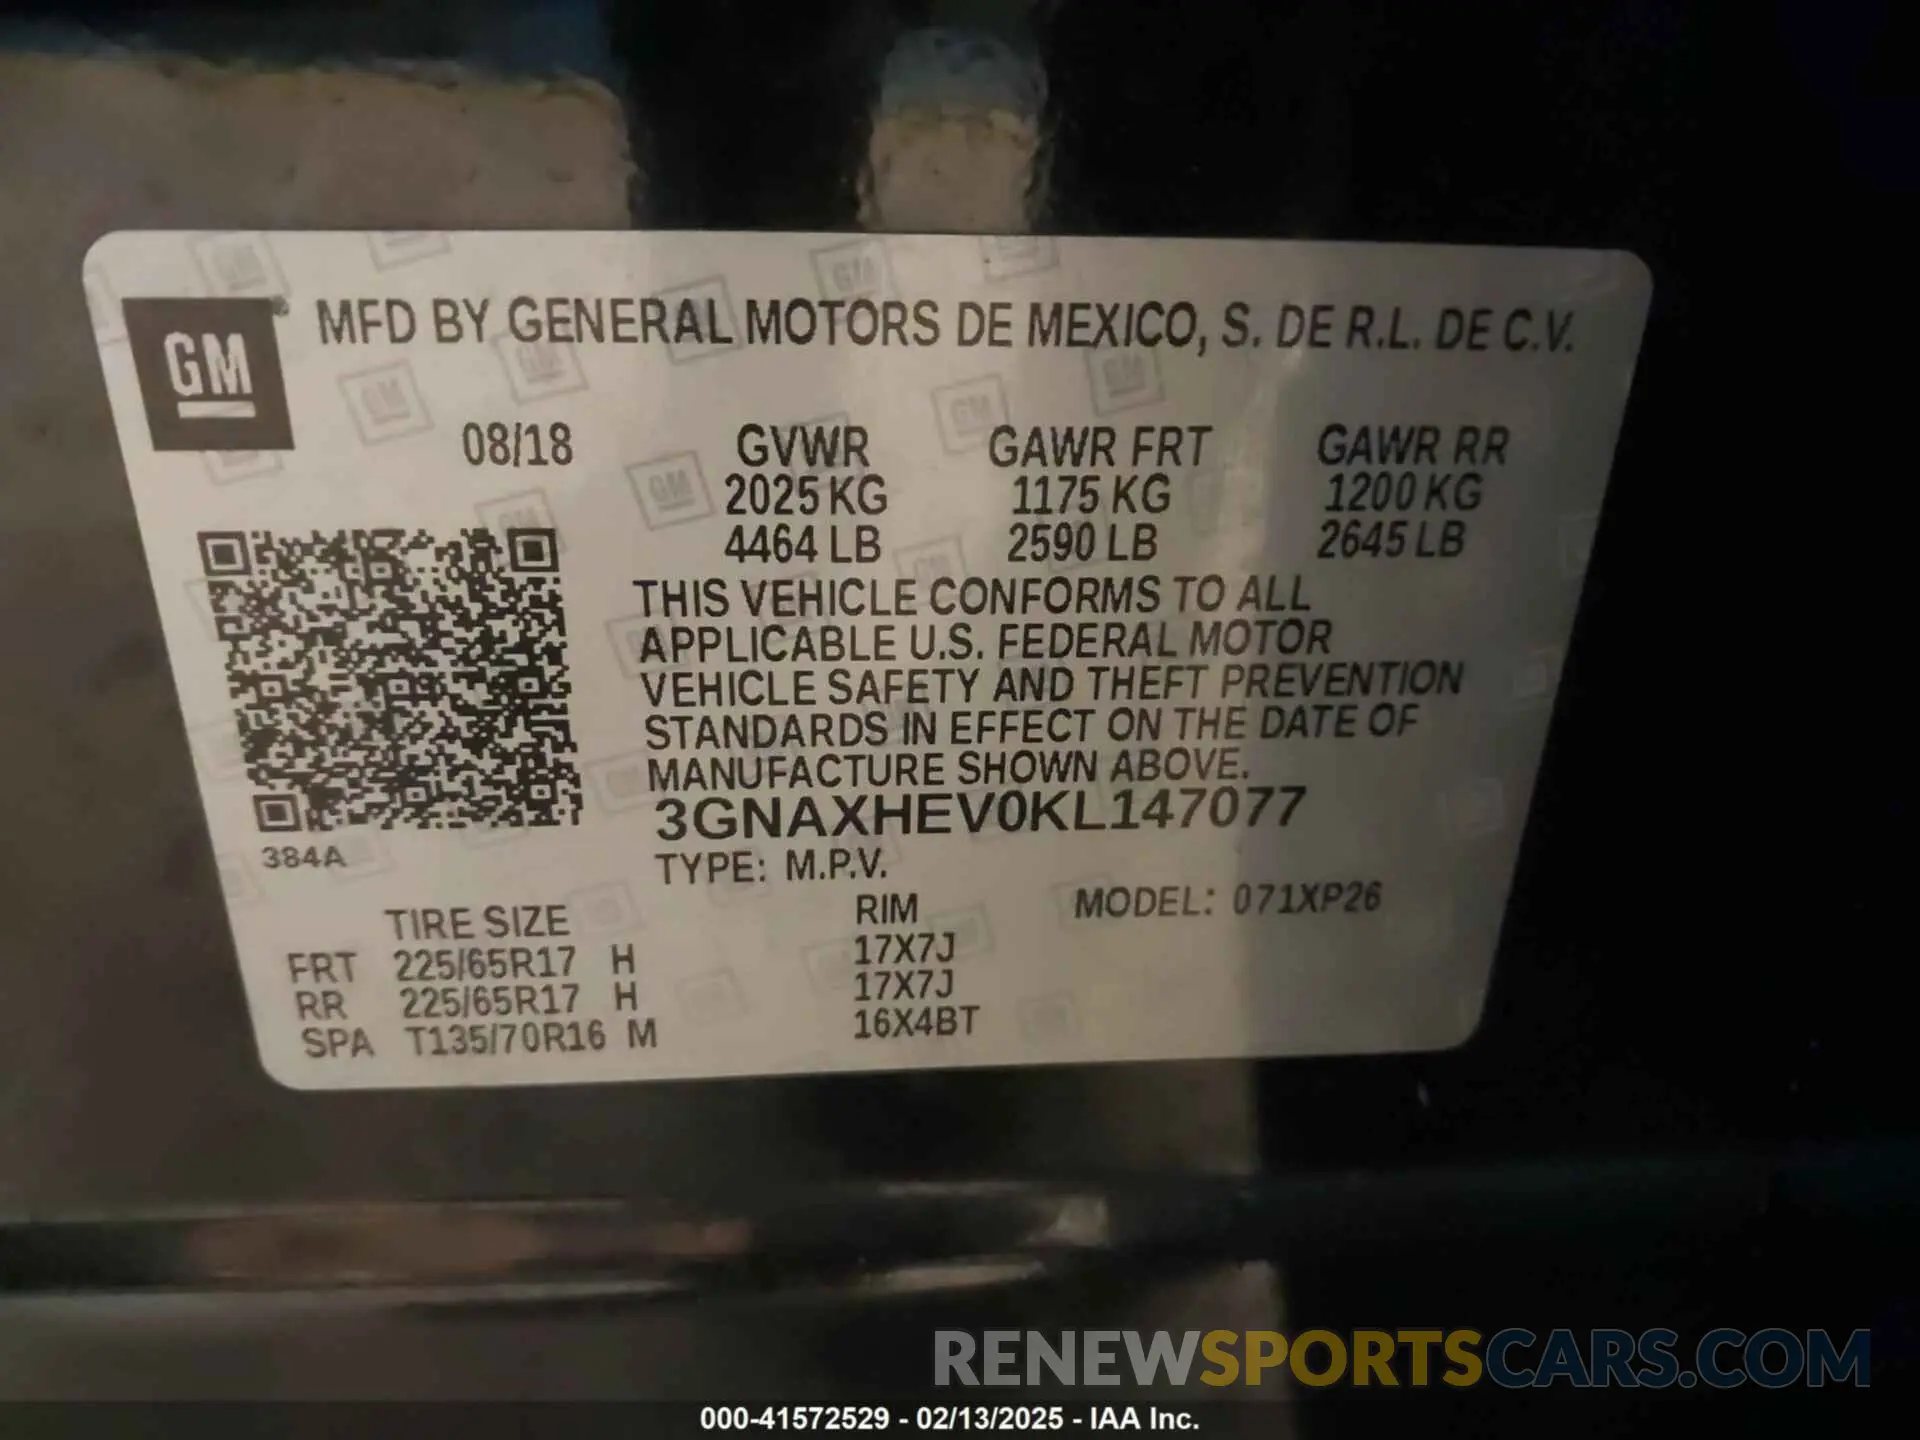 GM ® MFD BY GENERAL MOTORS DE MEXICO, S. DE R.L. DE C.V.
08/18 GVWR GAWR FRT GAWR RR
2025 KG 1175 KG 1200 KG
4464 LB 2590 LB 2645 LB
THIS VEHICLE CONFORMS TO ALL
APPLICABLE U.S. FEDERAL MOTOR
VEHICLE SAFETY AND THEFT PREVENTION
STANDARDS IN EFFECT ON THE DATE OF
MANUFACTURE SHOWN ABOVE.
3GNAXHEV0KL147077
384A
TYPE: M.P.V.
TIRE SIZE RIM MODEL: 071XP26
FRT 225/65R17 H 17X7J
RR 225/65R17 H 17X7J
SPA T135/70R16 M 16X4BT
RENEWSPORTSCARS.COM
000-41572529 - 02/13/2025 - IAA Inc.